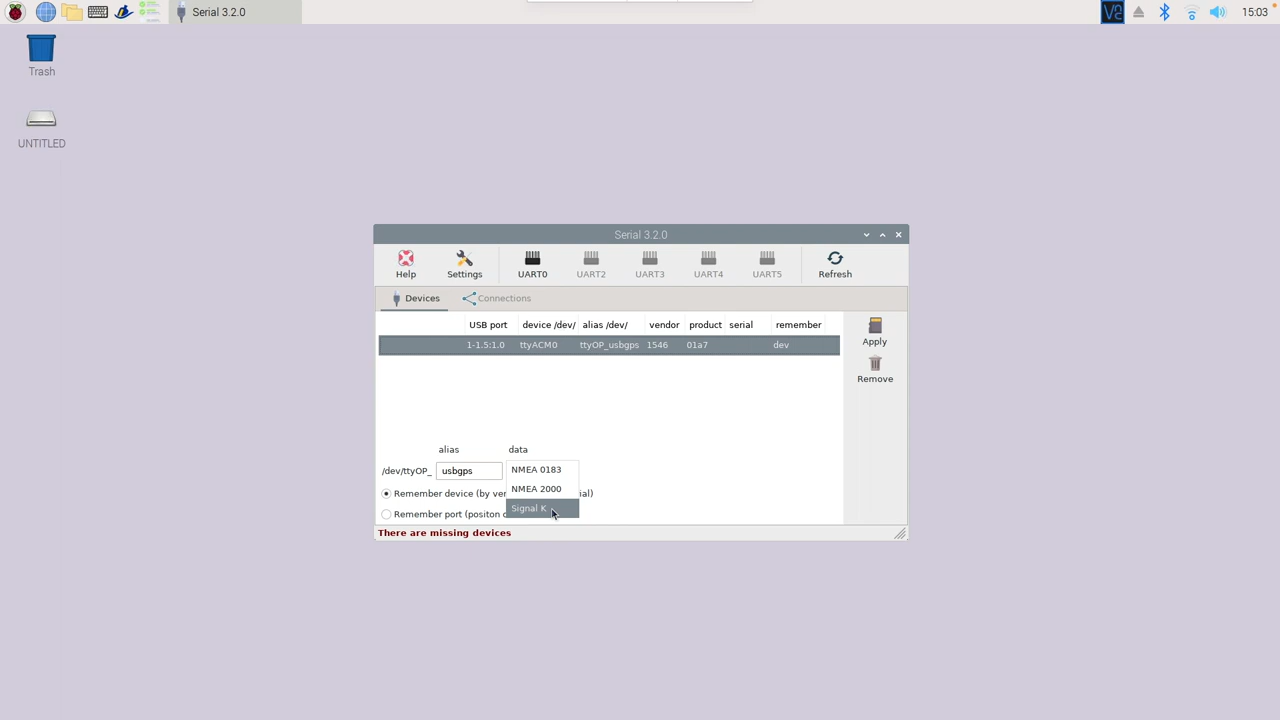 Serial 3.2.0
15:03
Trash
UNTITLED
Serial 3.2.0
Help Settings UART0 UART2 UART3 UART4 UART5 Refresh
Devices Connections
USB port device /dev/ alias /dev/ vendor product serial remember
1-1.5:1.0 ttyACM0 ttyOP_usbgps 1546 01a7 dev
Apply
Remove
alias data
/dev/ttyOP_ usbgps
NMEA 0183
NMEA 2000
Signal K
Remember device (by ver ial)
Remember port (positon o
There are missing devices